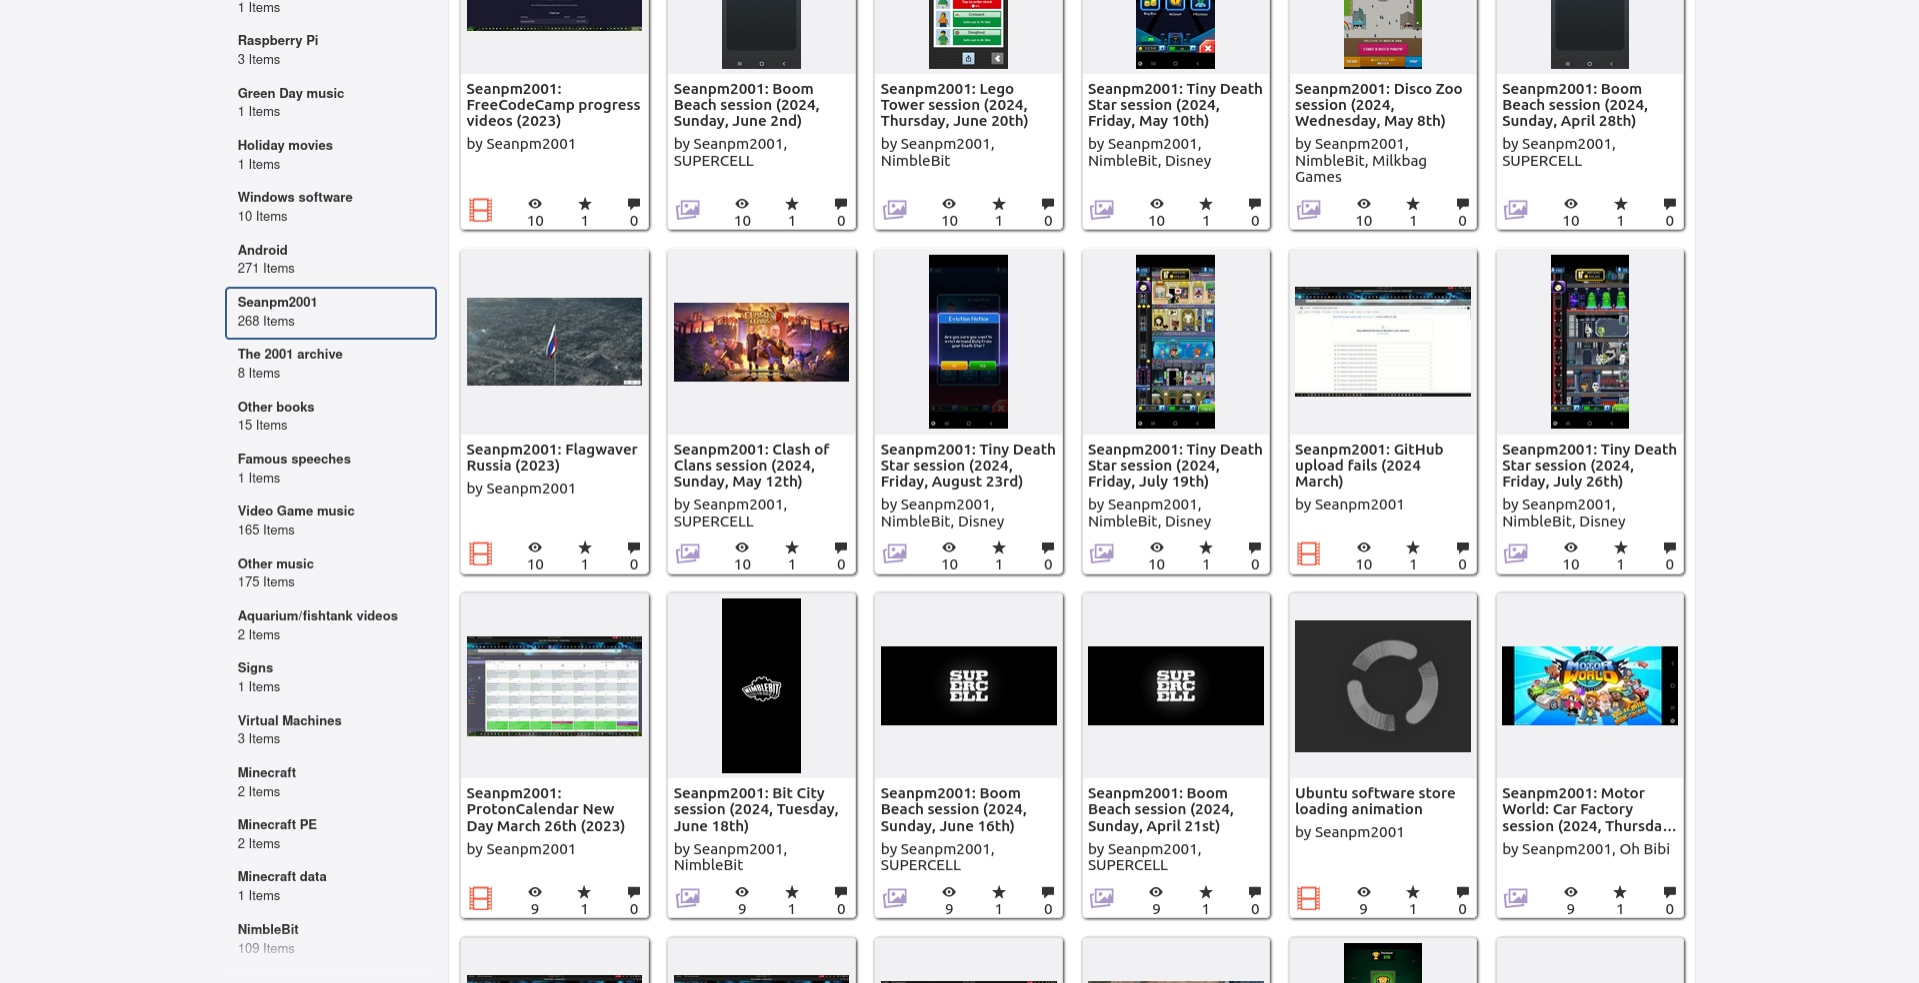 1 Items
Raspberry Pi
3 Items
Green Day music
1 Items
Holiday movies
1 Items
Windows software
10 Items
Android
271 Items
Seanpm2001
268 Items
The 2001 archive
8 Items
Other books
15 Items
Famous speeches
1 Items
Video Game music
165 Items
Other music
175 Items
Aquarium/fishtank videos
2 Items
Signs
1 Items
Virtual Machines
3 Items
Minecraft
2 Items
Minecraft PE
2 Items
Minecraft data
1 Items
NimbleBit
109 Items
Seanpm2001:
FreeCodeCamp progress
videos (2023)
by Seanpm2001
10 1 0
Seanpm2001: Boom
Beach session (2024,
Sunday, June 2nd)
by Seanpm2001,
SUPERCELL
10 1 0
Seanpm2001: Lego
Tower session (2024,
Thursday, June 20th)
by Seanpm2001,
NimbleBit
10 1 0
Seanpm2001: Tiny Death
Star session (2024,
Friday, May 10th)
by Seanpm2001,
NimbleBit, Disney
10 1 0
Seanpm2001: Disco Zoo
session (2024,
Wednesday, May 8th)
by Seanpm2001,
NimbleBit, Milkbag
Games
10 1 0
Seanpm2001: Boom
Beach session (2024,
Sunday, April 28th)
by Seanpm2001,
SUPERCELL
10 1 0
Seanpm2001: Flagwaver
Russia (2023)
by Seanpm2001
10 1 0
Seanpm2001: Clash of
Clans session (2024,
Sunday, May 12th)
by Seanpm2001,
SUPERCELL
10 1 0
Eviction Notice
Seanpm2001: Tiny Death
Star session (2024,
Friday, August 23rd)
by Seanpm2001,
NimbleBit, Disney
10 1 0
Seanpm2001: Tiny Death
Star session (2024,
Friday, July 19th)
by Seanpm2001,
NimbleBit, Disney
10 1 0
Seanpm2001: GitHub
upload fails (2024
March)
by Seanpm2001
10 1 0
Seanpm2001: Tiny Death
Star session (2024,
Friday, July 26th)
by Seanpm2001,
NimbleBit, Disney
10 1 0
Seanpm2001:
ProtonCalendar New
Day March 26th (2023)
by Seanpm2001
9 1 0
NIMBLEBIT
Seanpm2001: Bit City
session (2024, Tuesday,
June 18th)
by Seanpm2001,
NimbleBit
9 1 0
SUP
ERC
ELL
Seanpm2001: Boom
Beach session (2024,
Sunday, June 16th)
by Seanpm2001,
SUPERCELL
9 1 0
SUP
ERC
ELL
Seanpm2001: Boom
Beach session (2024,
Sunday, April 21st)
by Seanpm2001,
SUPERCELL
9 1 0
Ubuntu software store
loading animation
by Seanpm2001
9 1 0
MOTOR
WORLD
Seanpm2001: Motor
World: Car Factory
session (2024, Thursda...
by Seanpm2001, Oh Bibi
9 1 0